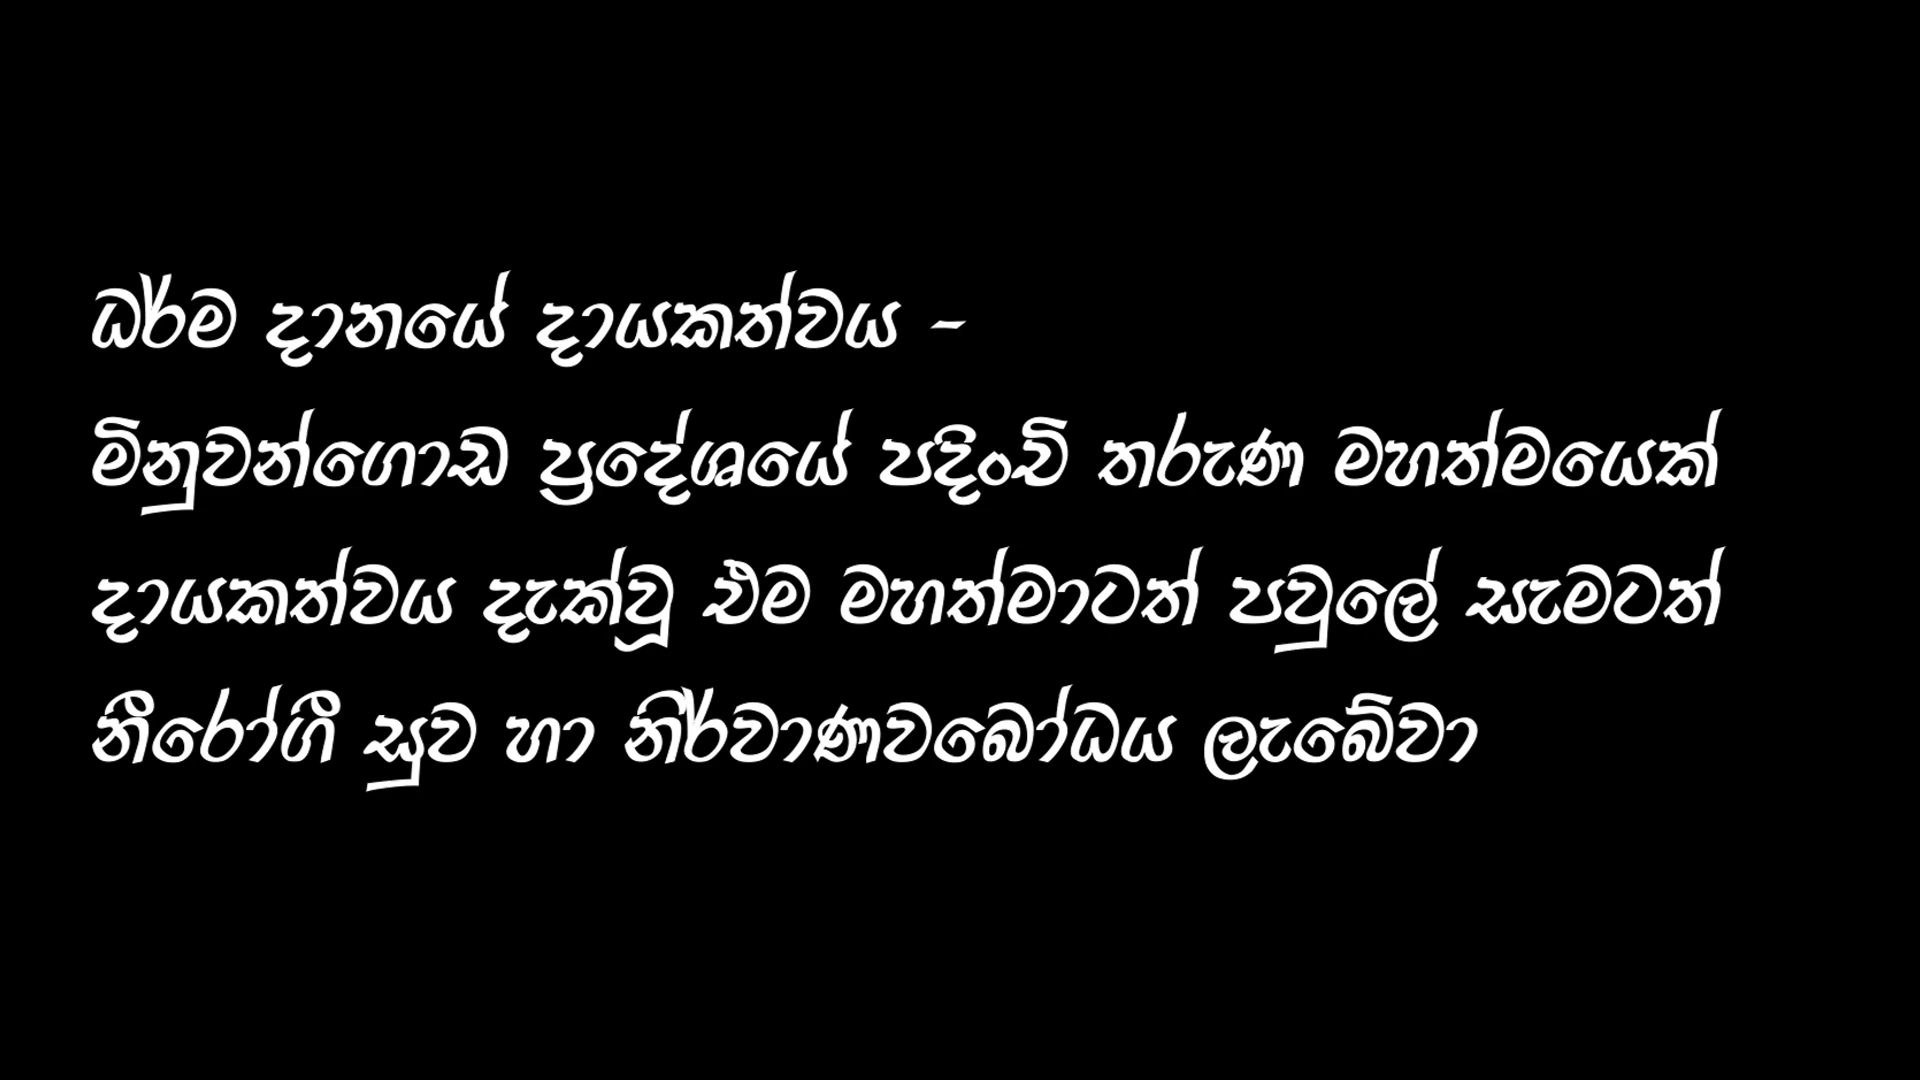 ධර්ම දානයේ දායකත්වය -
මිනුවන්ගොඩ ප්‍රදේශයේ පදිංචි තරුණ මහත්මයෙක්
දායකත්වය දැක්වූ එම මහත්මාටත් පවුලේ සැමටත්
නීරෝගී සුව හා නිර්වාණවබෝධය ලැබේවා